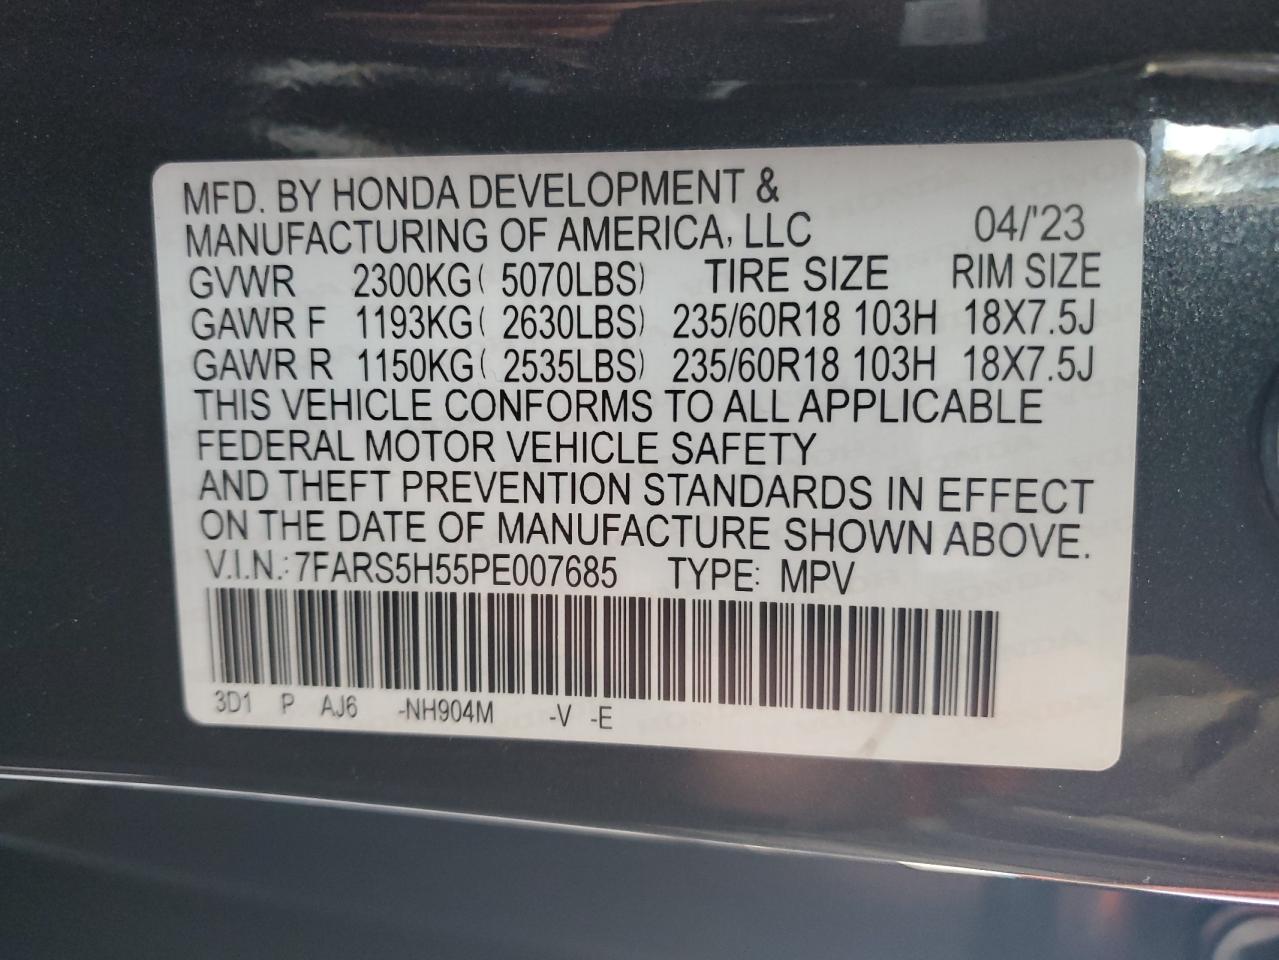 MFD. BY HONDA DEVELOPMENT &
MANUFACTURING OF AMERICA, LLC 04/'23
GVWR 2300KG( 5070LBS) TIRE SIZE RIM SIZE
GAWR F 1193KG( 2630LBS) 235/60R18 103H 18X7.5J
GAWR R 1150KG( 2535LBS) 235/60R18 103H 18X7.5J
THIS VEHICLE CONFORMS TO ALL APPLICABLE
FEDERAL MOTOR VEHICLE SAFETY
AND THEFT PREVENTION STANDARDS IN EFFECT
ON THE DATE OF MANUFACTURE SHOWN ABOVE.
V.I.N.: 7FARS5H55PE007685 TYPE: MPV
3D1 P AJ6 -NH904M -V -E